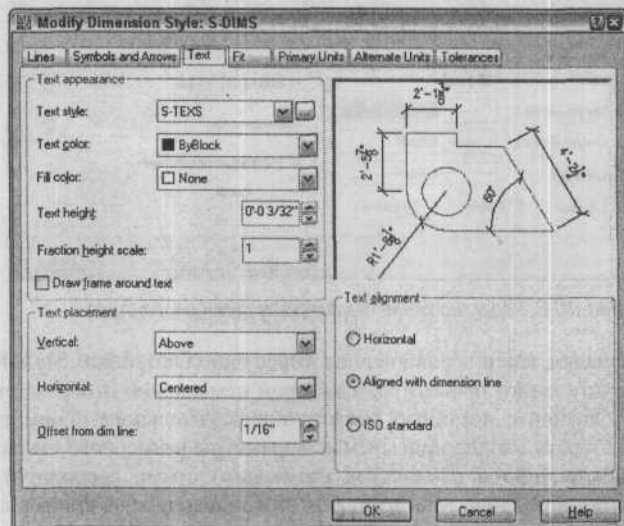 Modify Dimension Style: S-DIMS
Lines Symbols and Arrows Text Fit Primary Units Alternate Units Tolerances
Text appearance
Text style: S-TEXS
Text color: ByBlock
Fill color: None
Text height: 0'-0 3/32"
Fraction height scale: 1
Draw frame around text
Text placement
Vertical: Above
Horizontal: Centered
Offset from dim line: 1/16"
60°
Text alignment
Horizontal
Aligned with dimension line
ISO standard
OK Cancel Help